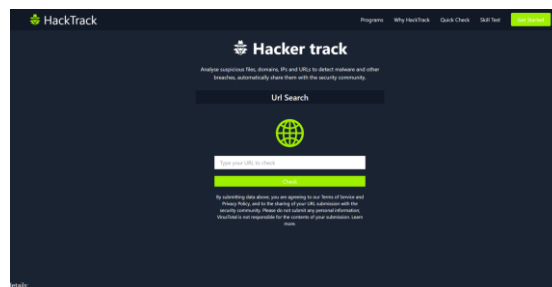 HackTrack
Programs Why HackTrack Quick Check Skill Test Get Started
Hacker track
Analyse suspicious files, domains, IPs and URLs to detect malware and other
breaches, automatically share them with the security community.
Url Search
Type your URL to check
Check
By submitting data above, you are agreeing to our Terms of Service and
Privacy Policy, and to the sharing of your URL submission with the
security community. Please do not submit any personal information;
VirusTotal is not responsible for the contents of your submission. Learn
more.
Details: